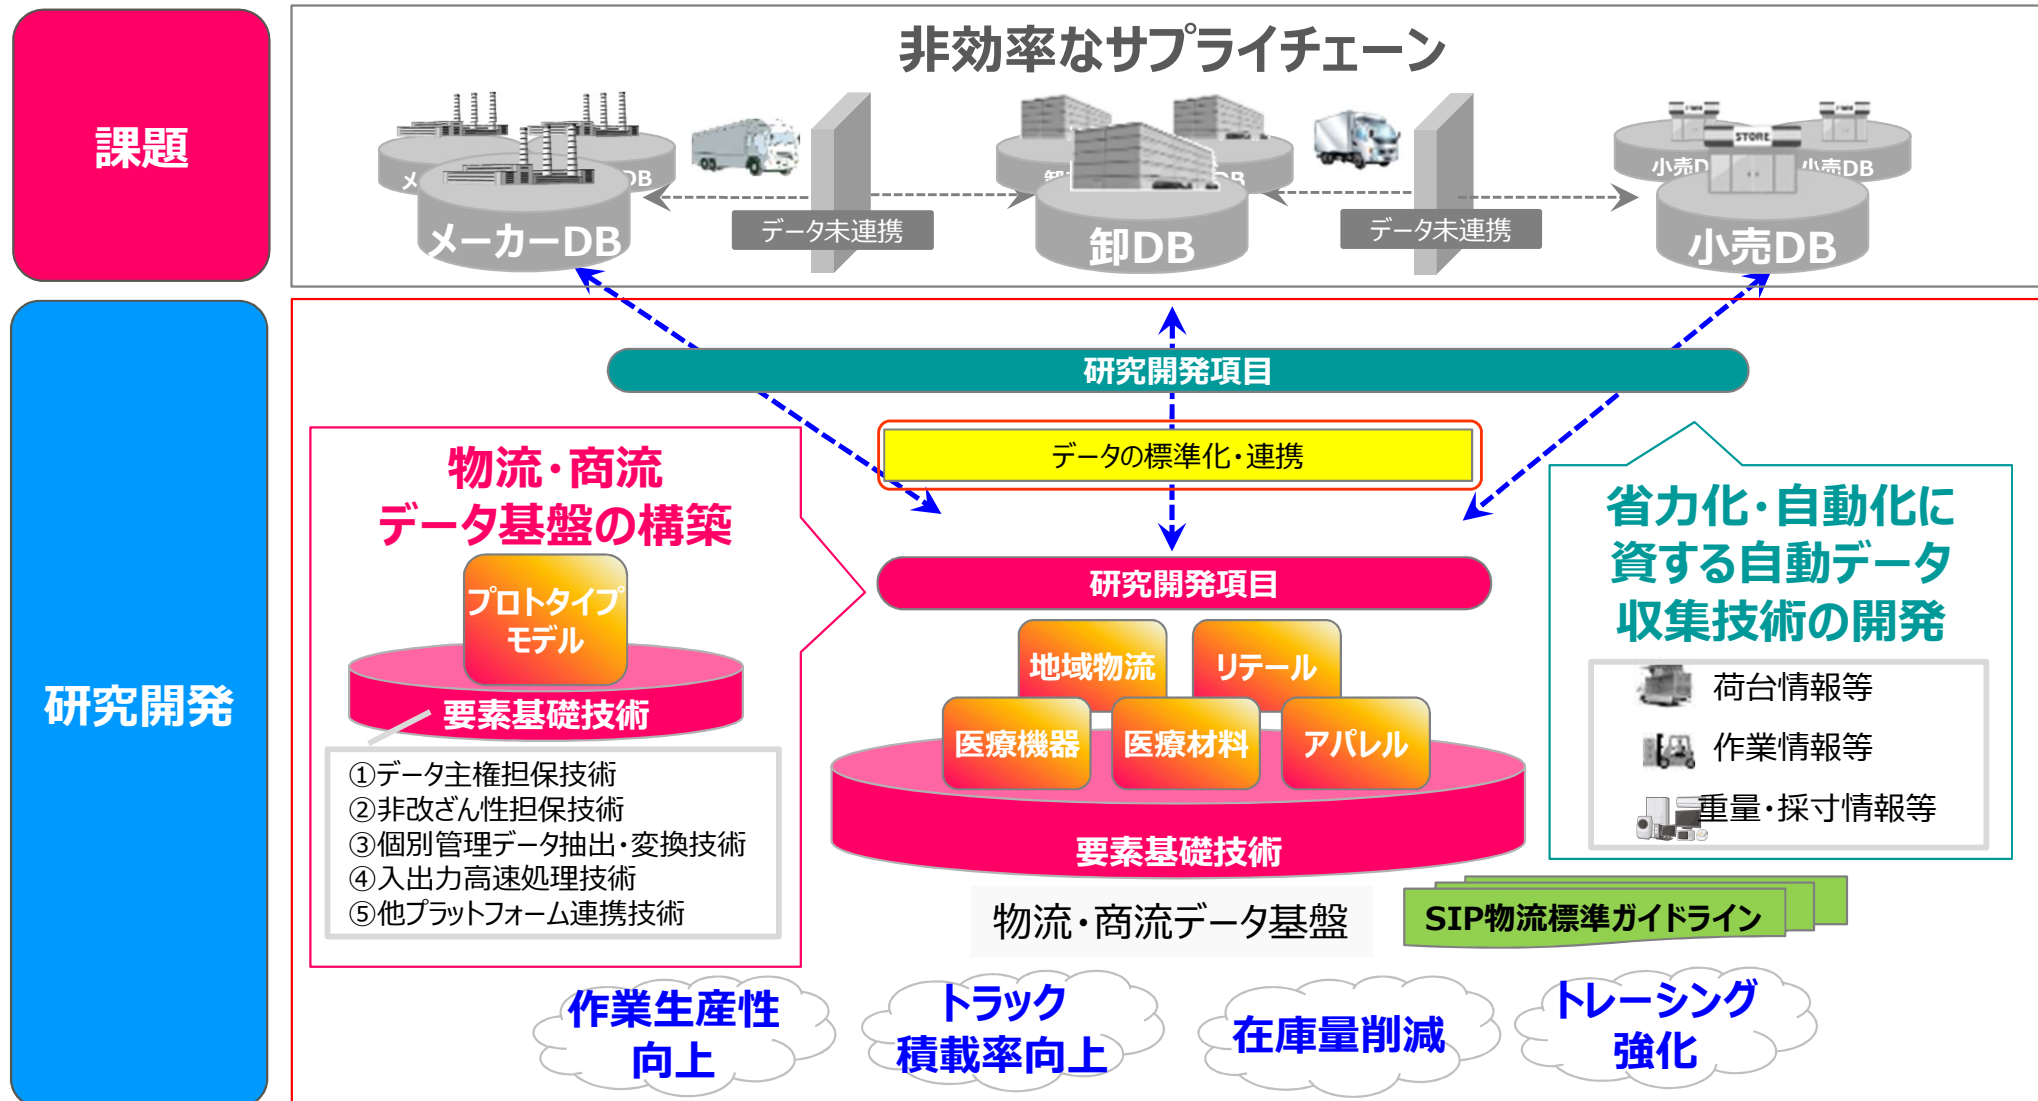 課題
非効率なサプライチェーン
STORE
小売DB
DB
メーカーDB
データ未連携
卸DB
データ未連携
小売DB
研究開発
研究開発項目
データの標準化・連携
物流・商流
データ基盤の構築
プロトタイプ
モデル
要素基礎技術
①データ主権担保技術
②非改ざん性担保技術
③個別管理データ抽出・変換技術
④入出力高速処理技術
⑤他プラットフォーム連携技術
研究開発項目
地域物流
リテール
医療機器
医療材料
アパレル
要素基礎技術
物流・商流データ基盤
SIP物流標準ガイドライン
省力化・自動化に
資する自動データ
収集技術の開発
荷台情報等
作業情報等
重量・採寸情報等
作業生産性
向上
トラック
積載率向上
在庫量削減
トレーシング
強化